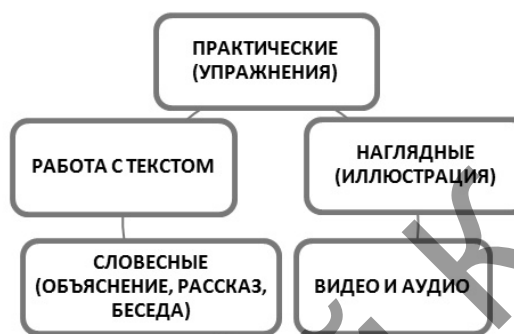 ПРАКТИЧЕСКИЕ
(УПРАЖНЕНИЯ)
РАБОТА С ТЕКСТОМ
НАГЛЯДНЫЕ
(ИЛЛЮСТРАЦИЯ)
СЛОВЕСНЫЕ
(ОБЪЯСНЕНИЕ, РАССКАЗ,
БЕСЕДА)
ВИДЕО И АУДИО